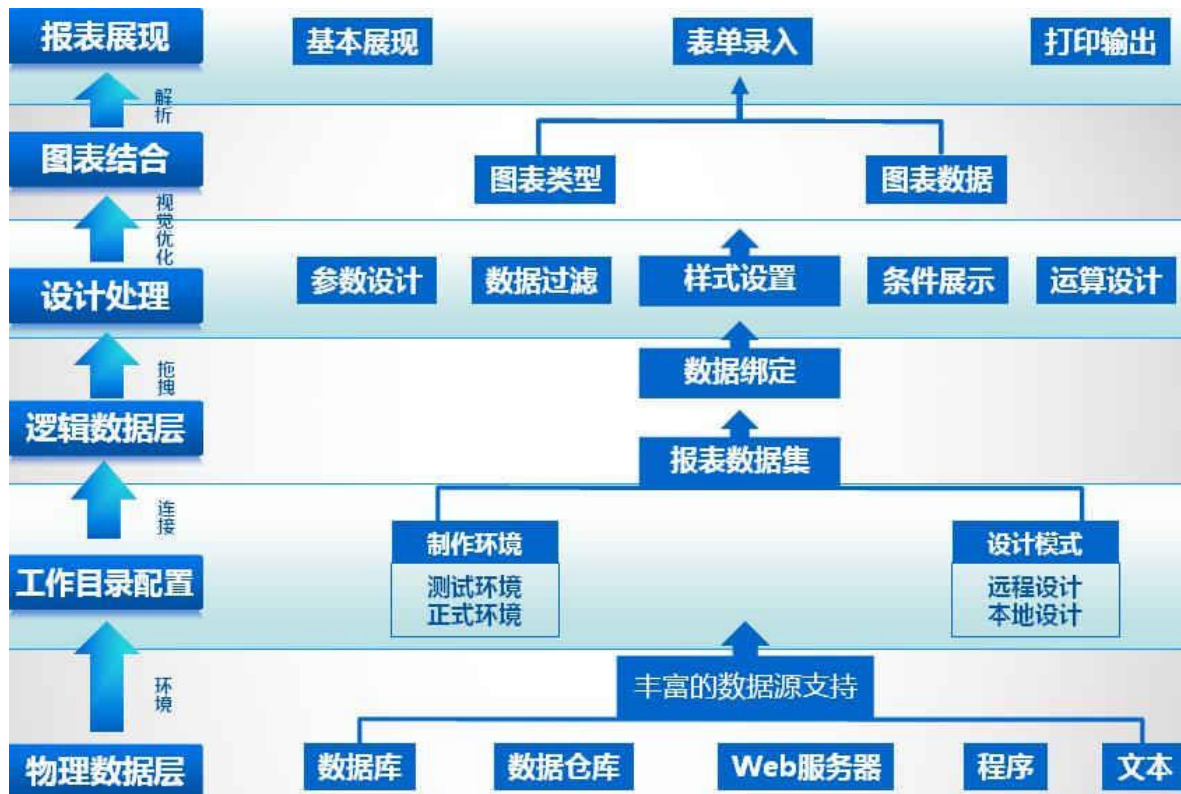 报表展现
基本展现
表单录入
打印输出
解析
图表结合
图表类型
图表数据
视觉优化
设计处理
参数设计
数据过滤
样式设置
条件展示
运算设计
拖拽
数据绑定
逻辑数据层
报表数据集
连接
工作目录配置
制作环境
测试环境
正式环境
设计模式
远程设计
本地设计
环境
丰富的数据源支持
物理数据层
数据库
数据仓库
Web服务器
程序
文本